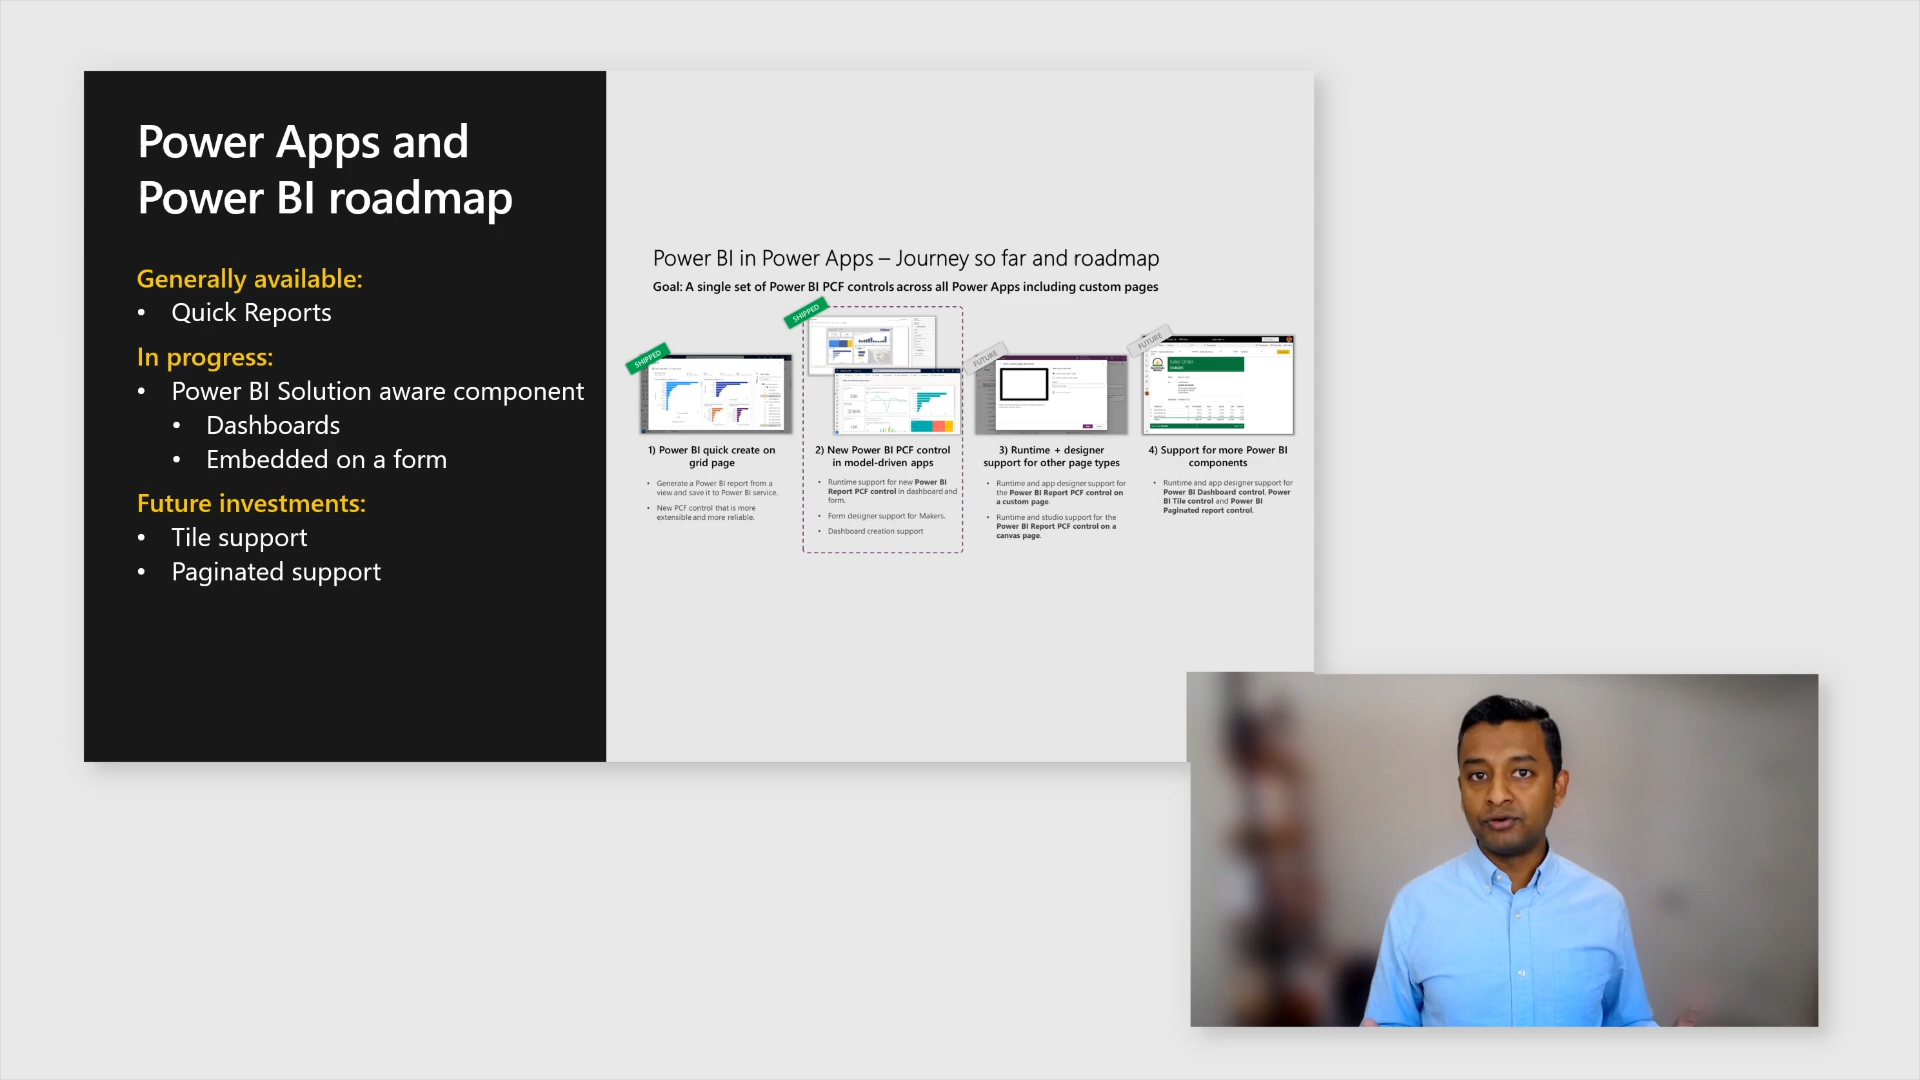 Power Apps and
Power BI roadmap
Generally available:
• Quick Reports
In progress:
• Power BI Solution aware component
• Dashboards
• Embedded on a form
Future investments:
• Tile support
• Paginated support
Power BI in Power Apps – Journey so far and roadmap
Goal: A single set of Power BI PCF controls across all Power Apps including custom pages
SHIPPED
1) Power BI quick create on
grid page
• Generate a Power BI report from a
view and save it to Power BI service.
• New PCF control that is more
extensible and more reliable.
SHIPPED
2) New Power BI PCF control
in model-driven apps
• Runtime support for new Power BI
Report PCF control in dashboard and
form.
• Form designer support for Makers.
• Dashboard creation support
FUTURE
3) Runtime + designer
support for other page types
• Runtime and app designer support for
the Power BI Report PCF control on
a custom page.
• Runtime and studio support for the
Power BI Report PCF control on a
canvas page.
FUTURE
Sales Order
4) Support for more Power BI
components
• Runtime and app designer support for
Power BI Dashboard control, Power
BI Tile control and Power BI
Paginated report control.